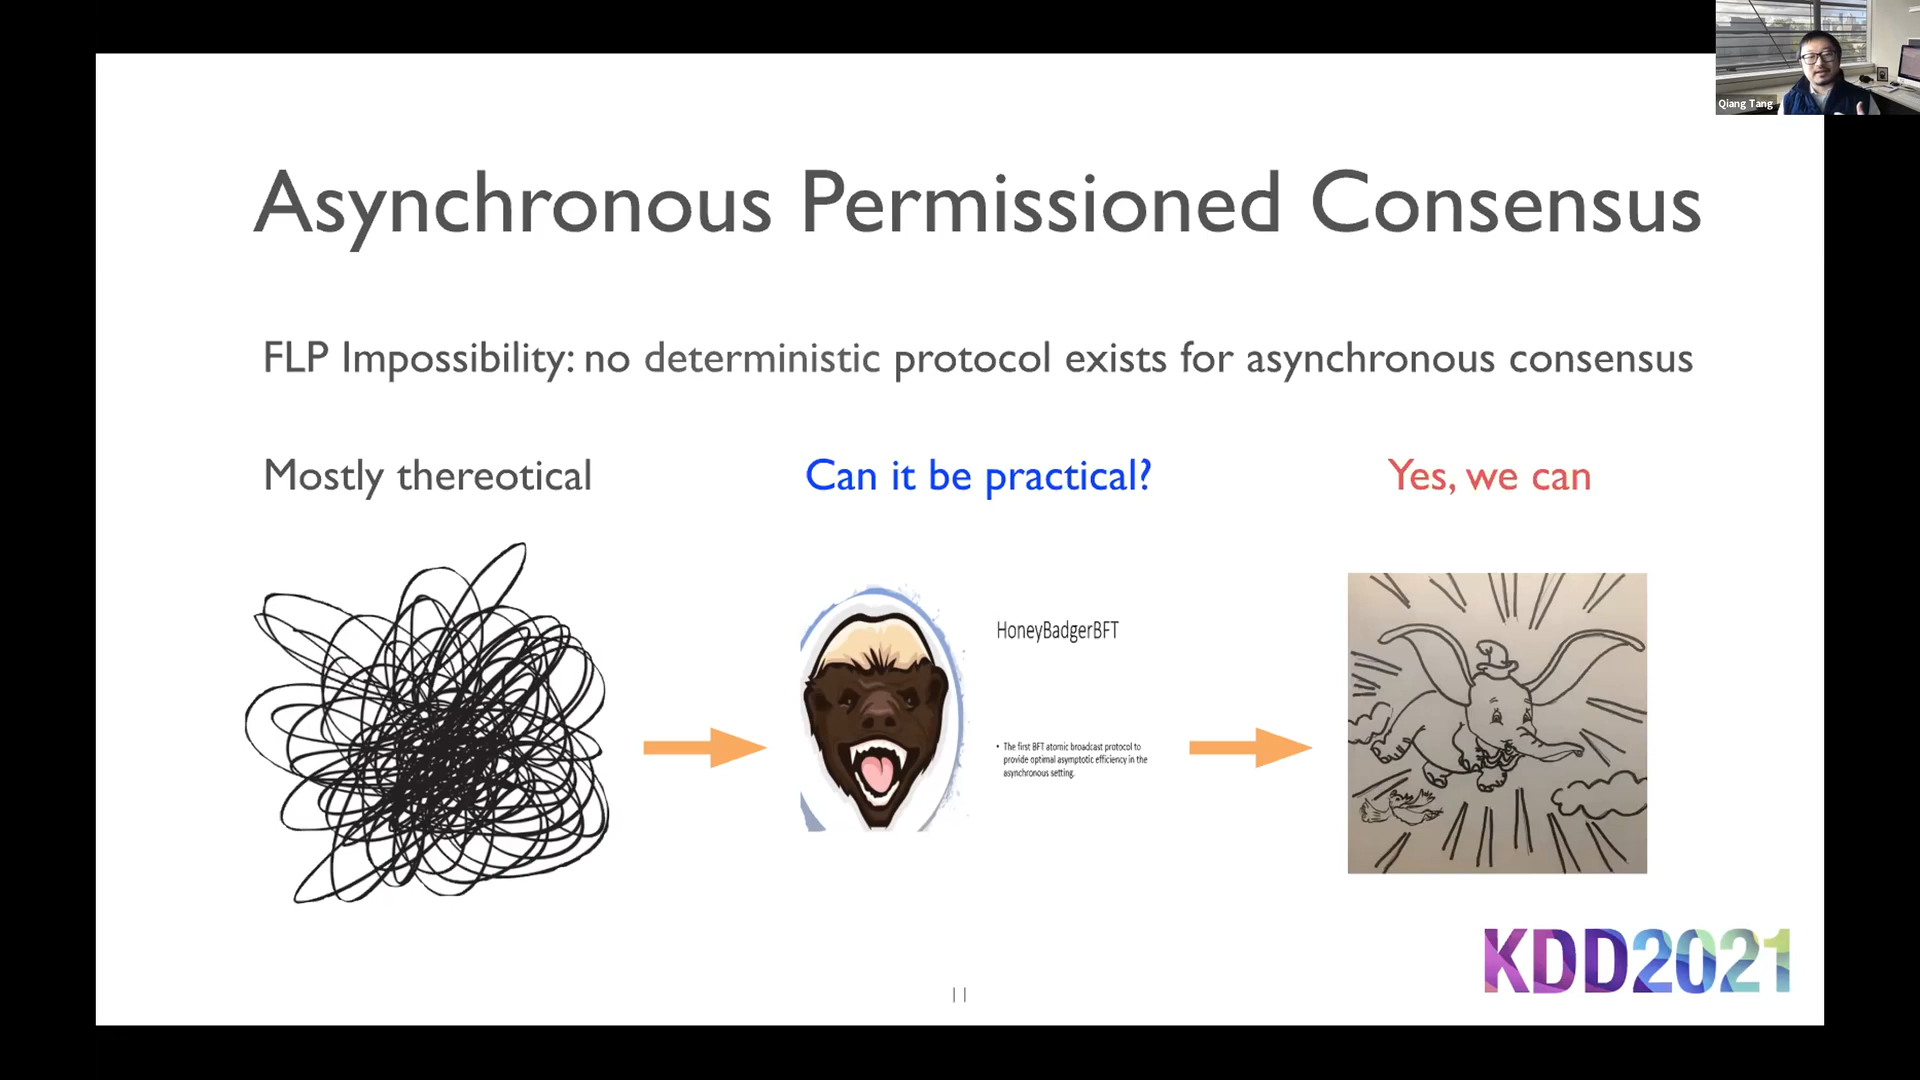 Qiang Tang
Asynchronous Permissioned Consensus
FLP Impossibility: no deterministic protocol exists for asynchronous consensus
Mostly thereotical
Can it be practical?
Yes, we can
HoneyBadgerBFT
• The first BFT atomic broadcast protocol to
provide optimal asymptotic efficiency in the
asynchronous setting.
KDD2021
11